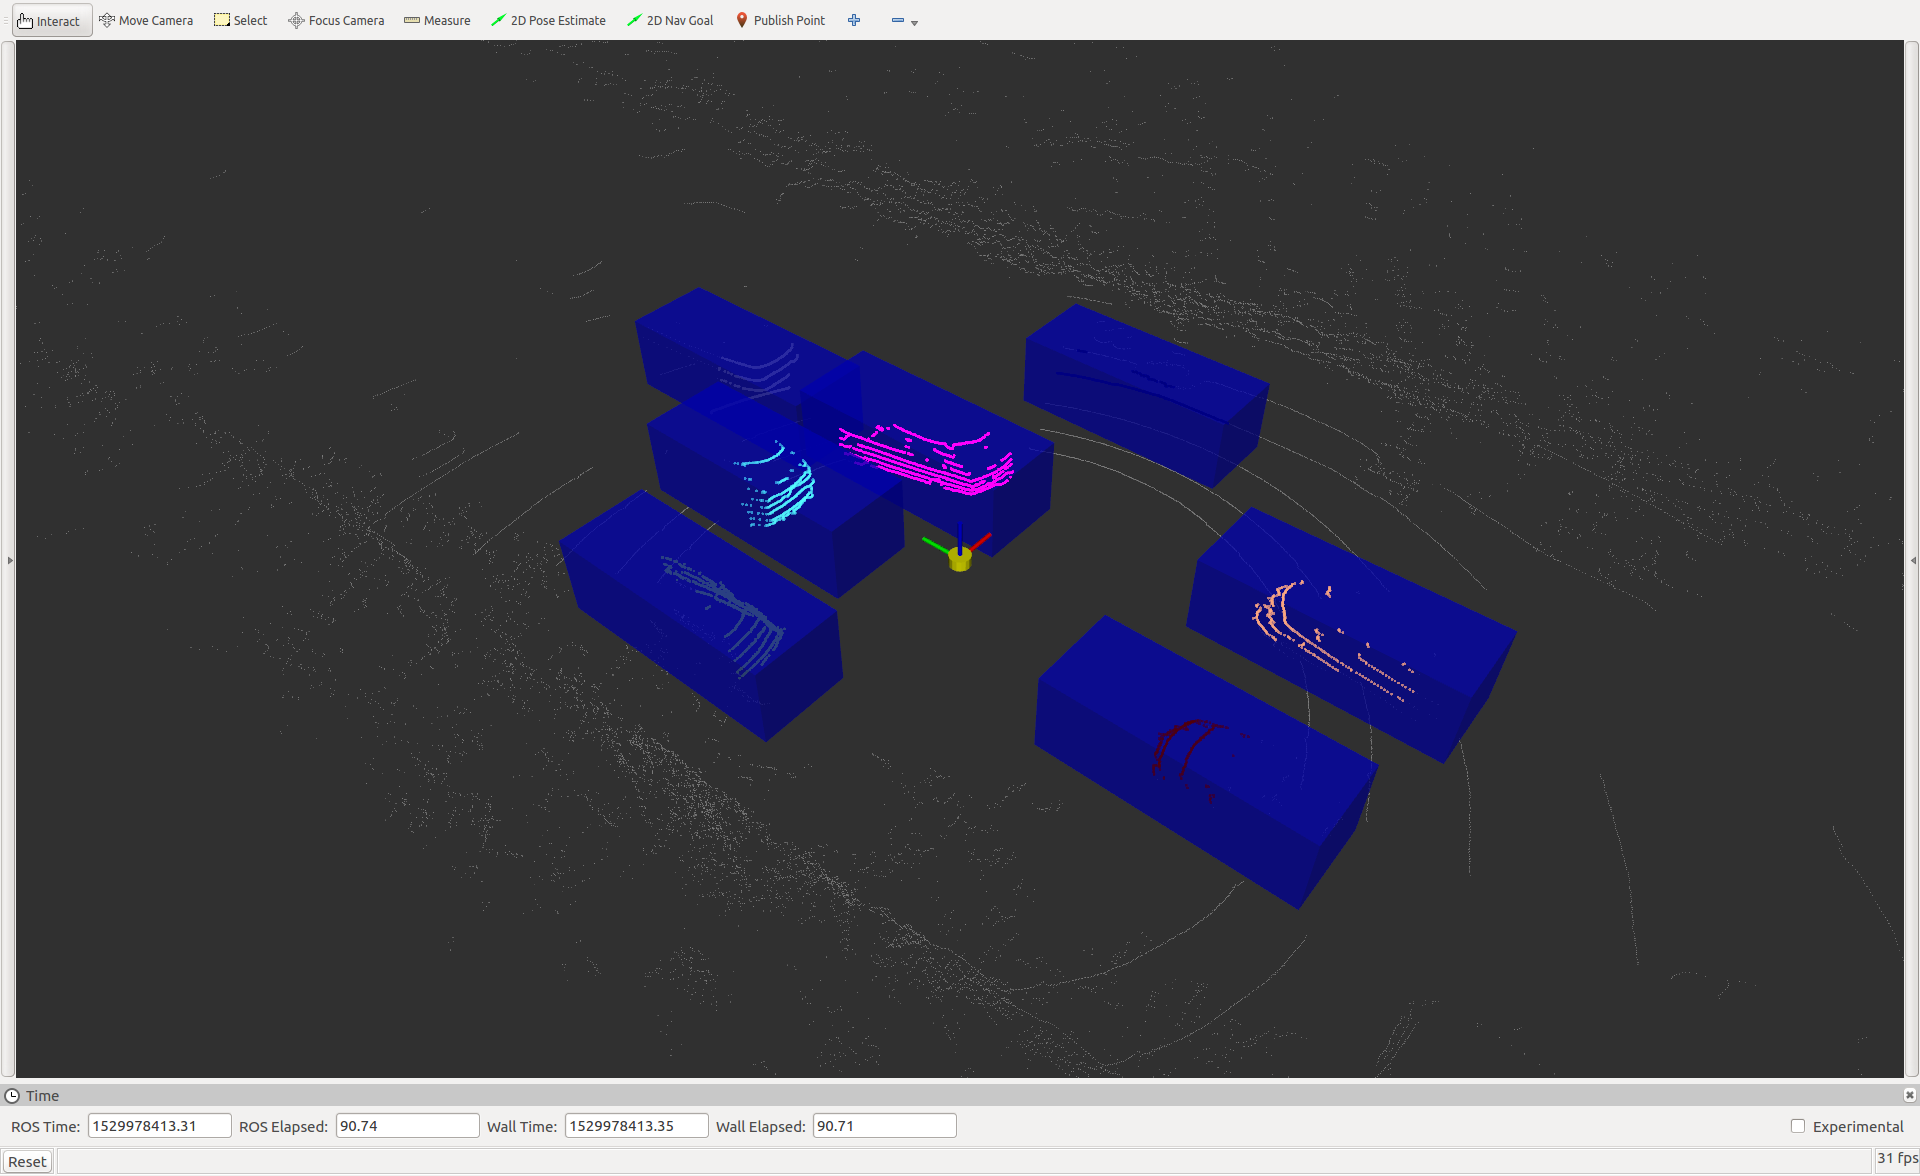 Interact Move Camera Select Focus Camera Measure 2D Pose Estimate 2D Nav Goal Publish Point
Time
ROS Time: 1529978413.31 ROS Elapsed: 90.74 Wall Time: 1529978413.35 Wall Elapsed: 90.71 Experimental
Reset 31 fps